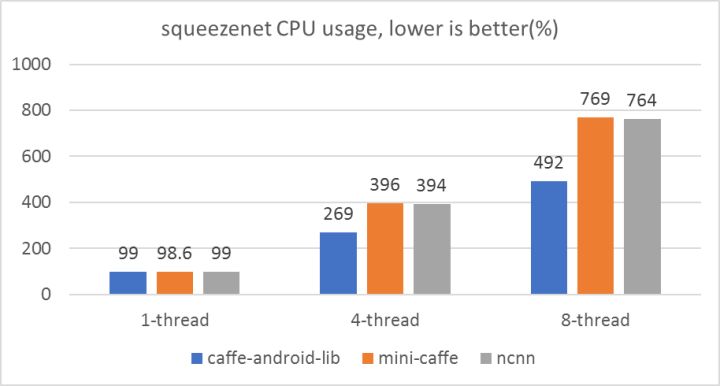 squeezenet CPU usage, lower is better(%)
1000
800
600
400
200
0
99 98.6 99
269 396 394
492 769 764
1-thread 4-thread 8-thread
caffe-android-lib mini-caffe ncnn